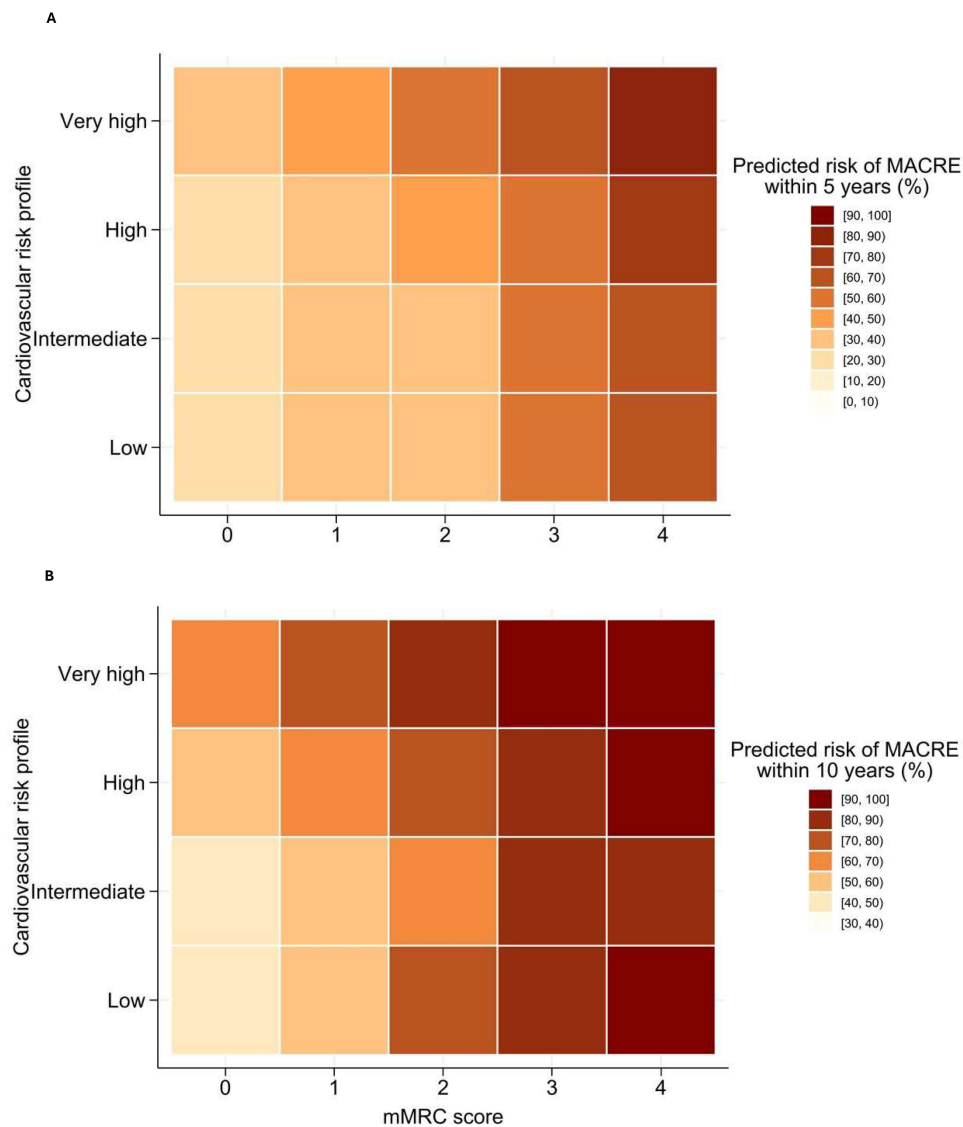 A
Cardiovascular risk profile
Very high
High
Intermediate
Low
0 1 2 3 4
Predicted risk of MACRE
within 5 years (%)
[90, 100]
[80, 90)
[70, 80)
[60, 70)
[50, 60)
[40, 50)
[30, 40)
[20, 30)
[10, 20)
[0, 10)
B
Cardiovascular risk profile
Very high
High
Intermediate
Low
0 1 2 3 4
mMRC score
Predicted risk of MACRE
within 10 years (%)
[90, 100]
[80, 90)
[70, 80)
[60, 70)
[50, 60)
[40, 50)
[30, 40)